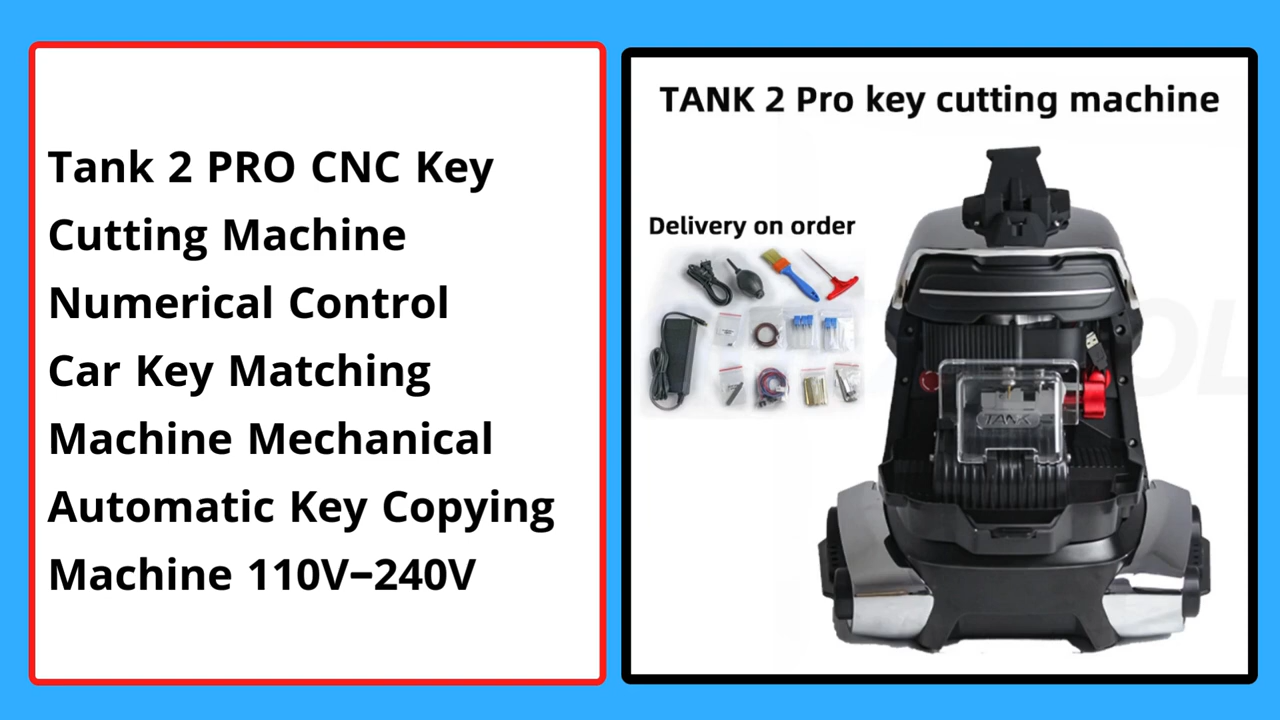 Tank 2 PRO CNC Key
Cutting Machine
Numerical Control
Car Key Matching
Machine Mechanical
Automatic Key Copying
Machine 110V–240V
TANK 2 Pro key cutting machine
Delivery on order
TANK